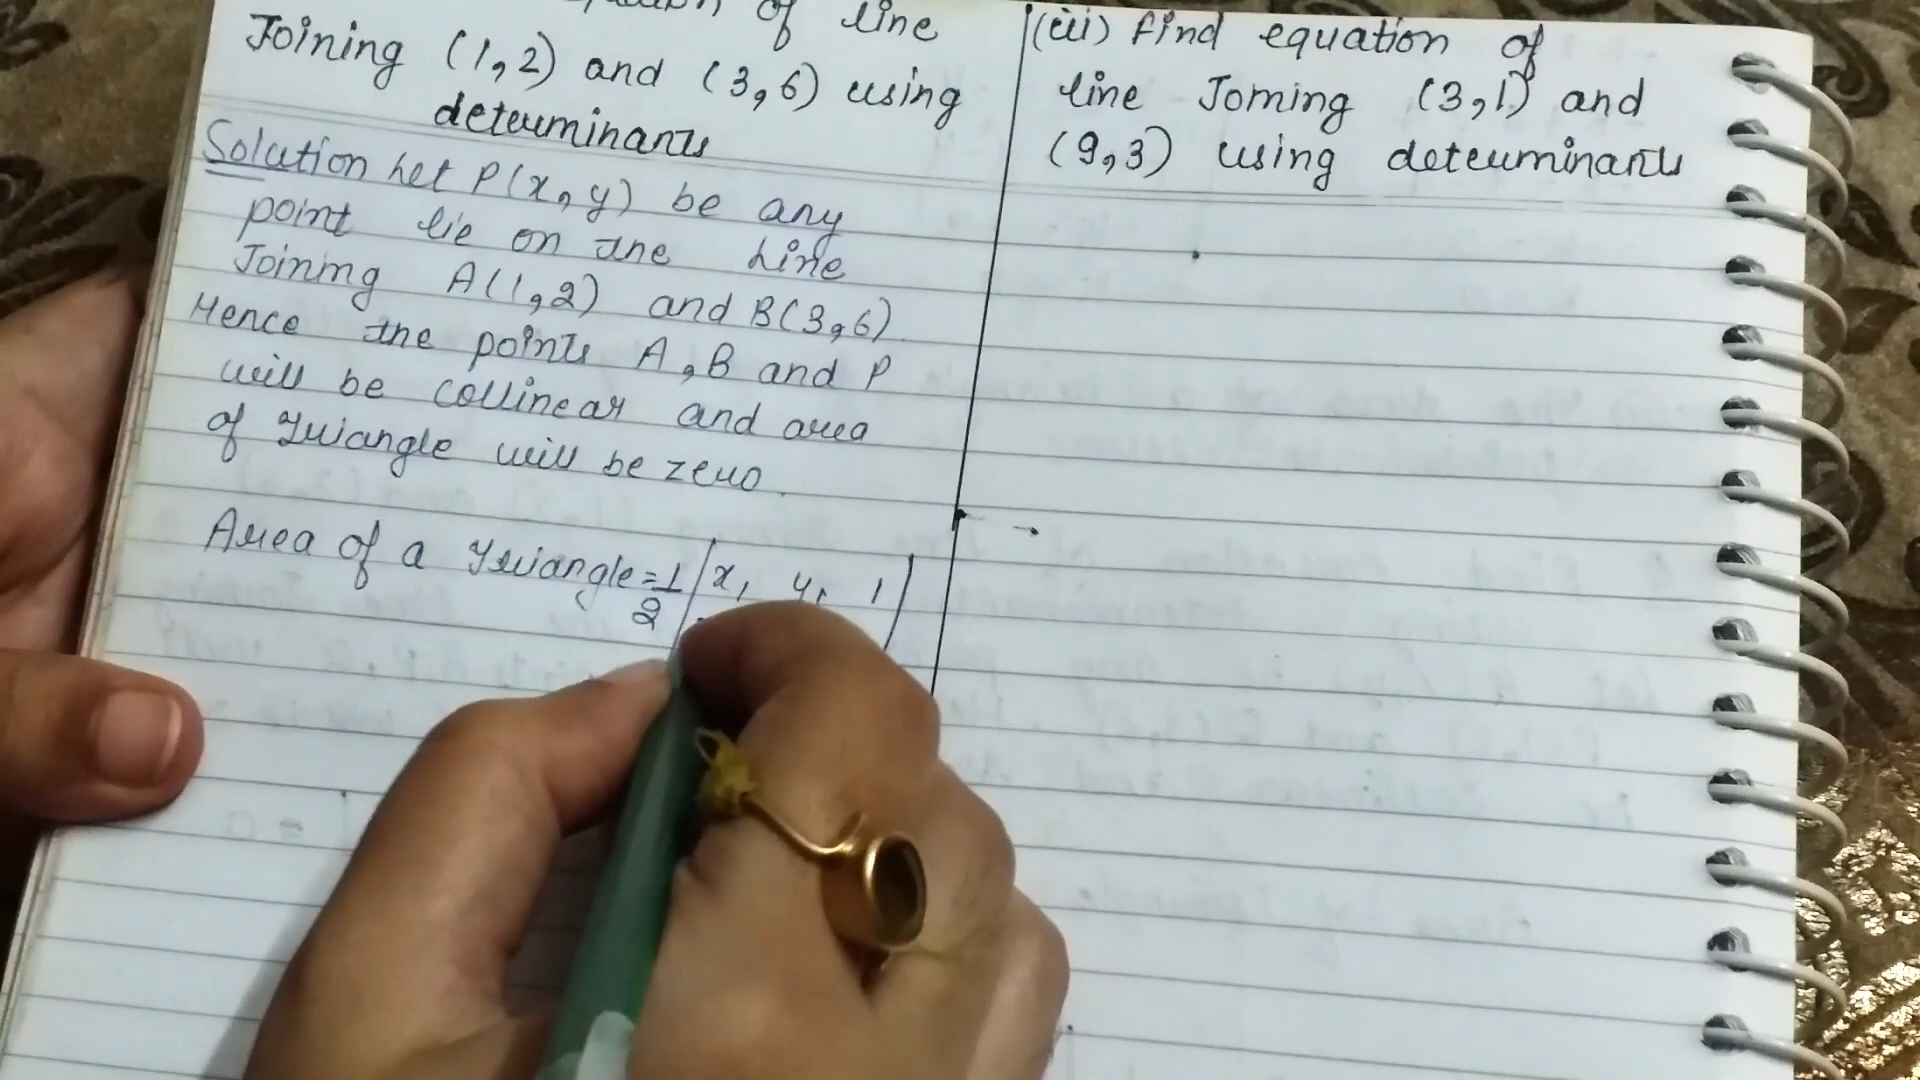 of line
Joining (1,2) and (3,6) using
determinants
Solution Let P(x,y) be any
point lie on the Line
Joining A(1,2) and B(3,6).
Hence the points A,B and P
will be collinear and area
of triangle will be zero.
Area of a Triangle = 1/2 | x1 y1 1 |
(iii) Find equation of
line Joining (3,1) and
(9,3) using determinants